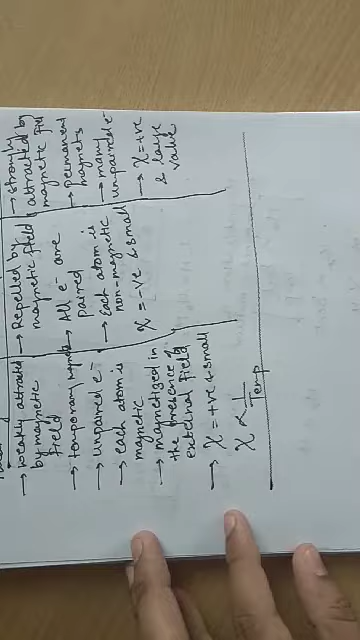 → weakly attracted
by magnetic
field
→ temporary magnets
→ unpaired e⁻
→ each atom is
magnetic
→ magnetized in
the presence of
external field
→ χ = +ve & small
χ ∝ 1/Temp
→ Repelled by
magnetic field
→ All e⁻ are
paired
→ Each atom is
non-magnetic
χ = -ve & small
→ strongly
attracted by
magnetic field
→ permanent
magnets
→ many
unpaired e⁻
→ χ = +ve
& large
value